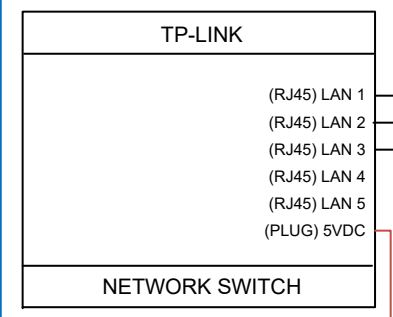 TP-LINK
(RJ45) LAN 1
(RJ45) LAN 2
(RJ45) LAN 3
(RJ45) LAN 4
(RJ45) LAN 5
(PLUG) 5VDC
NETWORK SWITCH